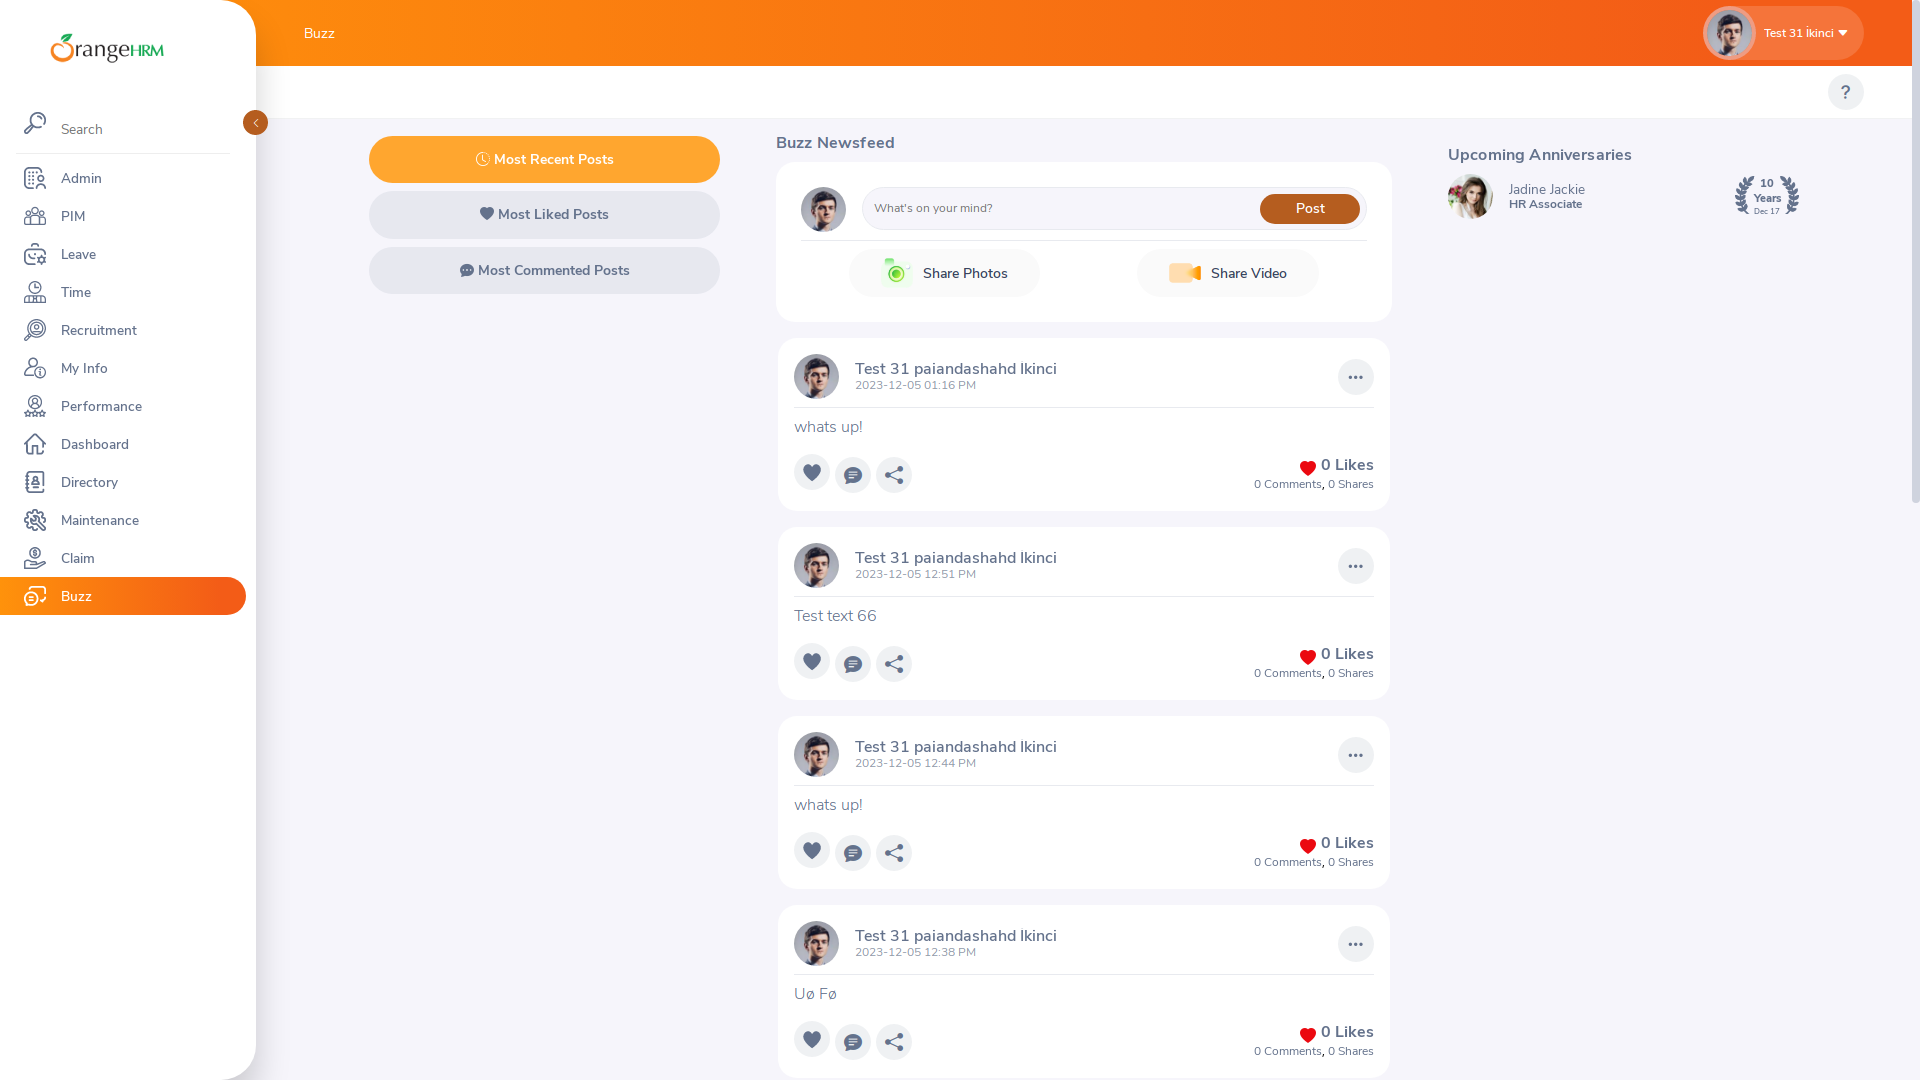 OrangeHRM
Search
Admin
PIM
Leave
Time
Recruitment
My Info
Performance
Dashboard
Directory
Maintenance
Claim
Buzz
Buzz
Test 31 İkinci
?
Most Recent Posts
Most Liked Posts
Most Commented Posts
Buzz Newsfeed
What's on your mind?
Post
Share Photos
Share Video
Test 31 paiandashahd İkinci
2023-12-05 01:16 PM
whats up!
0 Likes
0 Comments, 0 Shares
Test 31 paiandashahd İkinci
2023-12-05 12:51 PM
Test text 66
0 Likes
0 Comments, 0 Shares
Test 31 paiandashahd İkinci
2023-12-05 12:44 PM
whats up!
0 Likes
0 Comments, 0 Shares
Test 31 paiandashahd İkinci
2023-12-05 12:38 PM
Uø Fø
0 Likes
0 Comments, 0 Shares
Upcoming Anniversaries
Jadine Jackie
HR Associate
10
Years
Dec 17